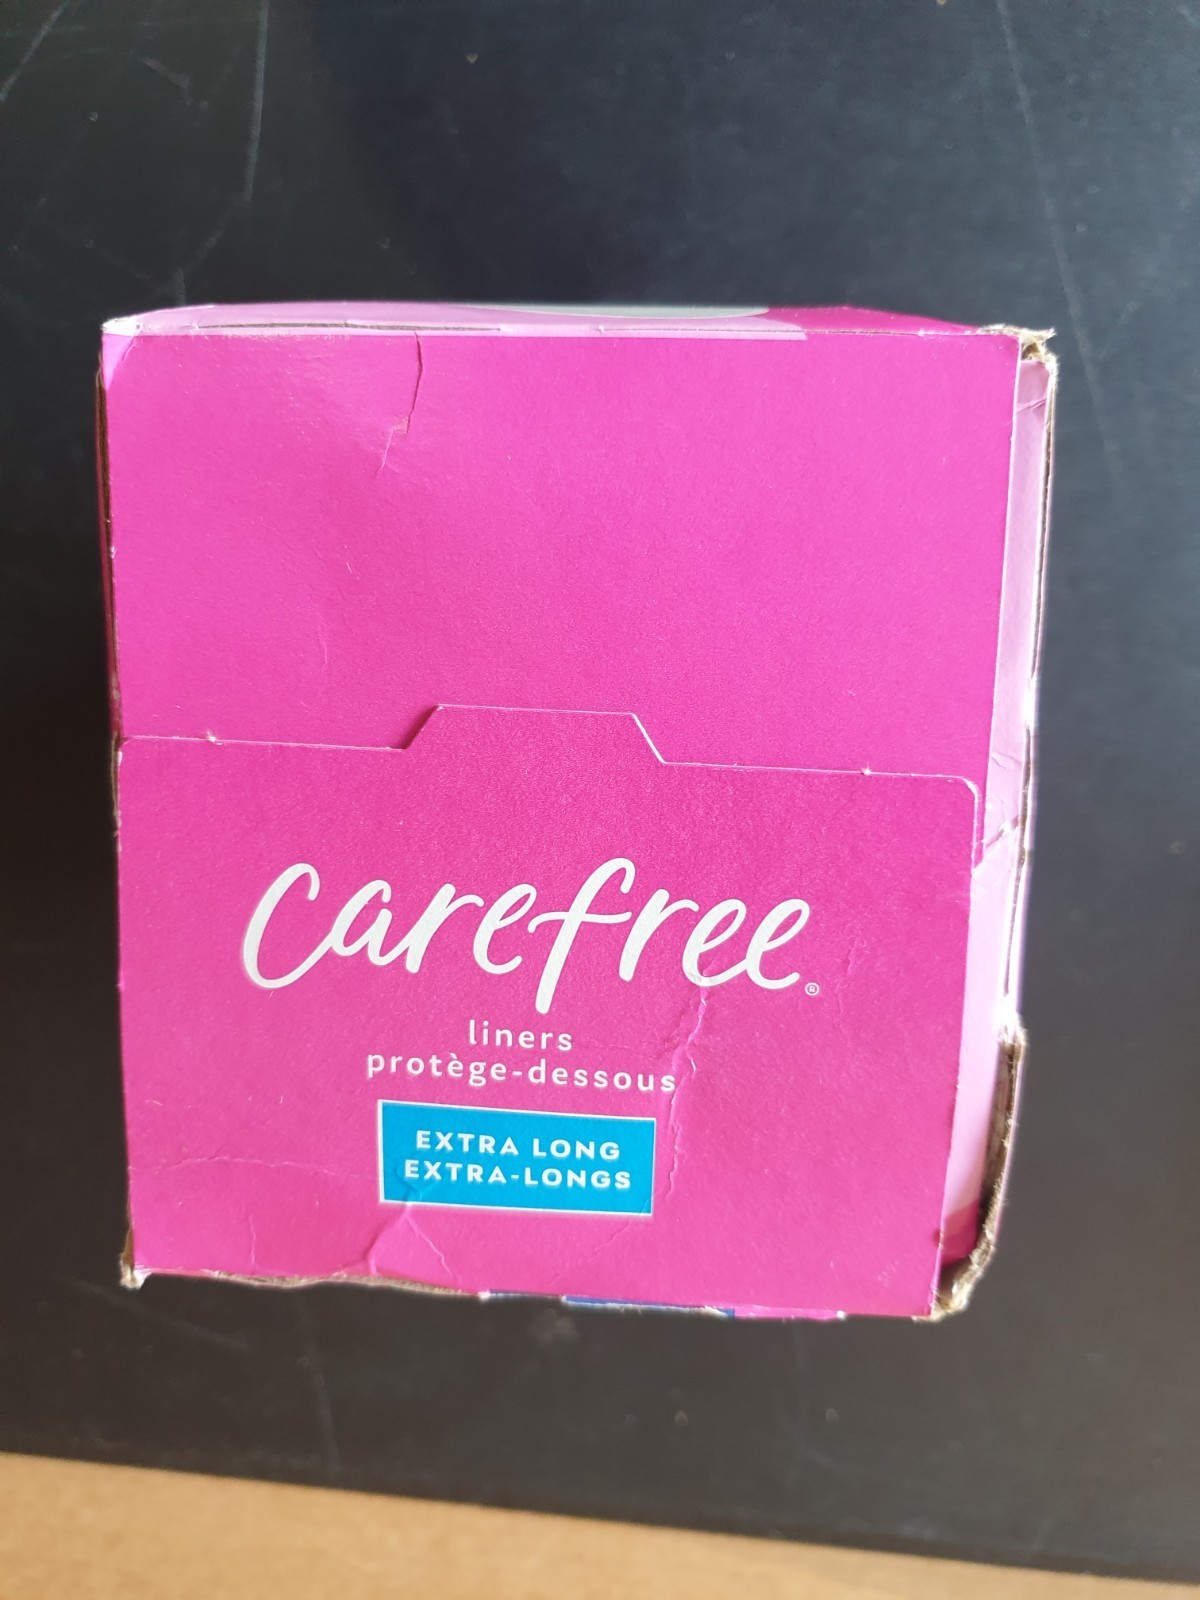 carefree®
liners
protège-dessous
EXTRA LONG
EXTRA-LONGS